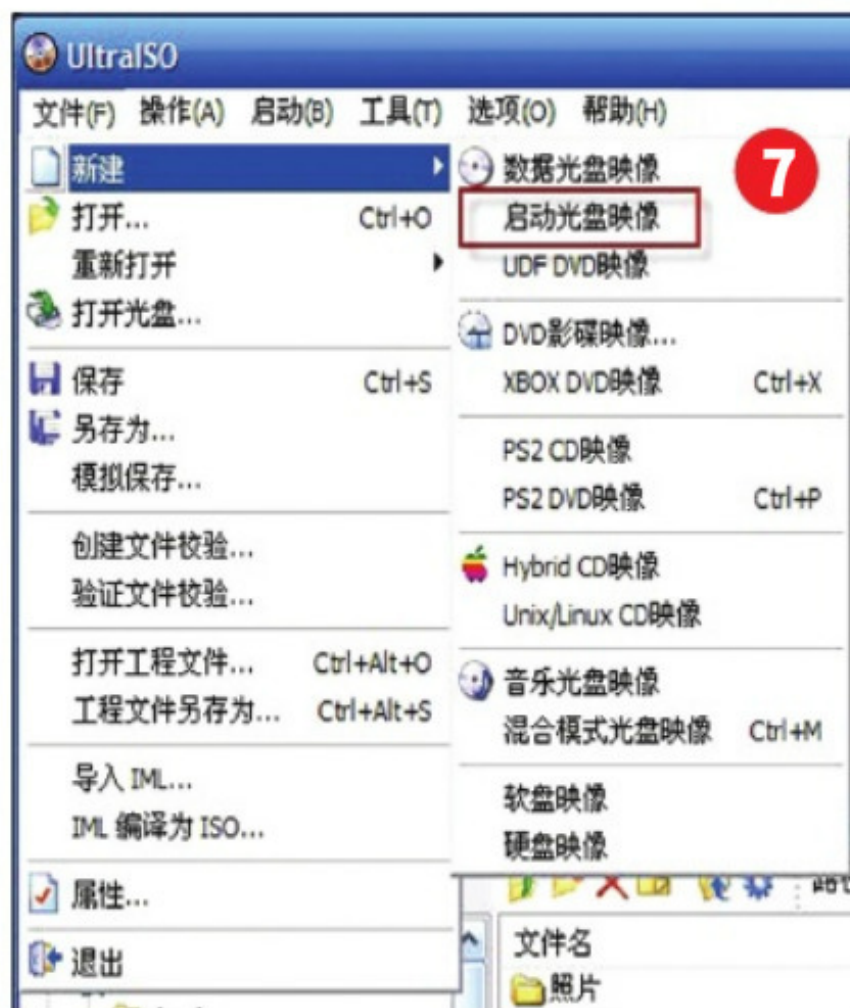 UltraISO
文件(F) 操作(A) 启动(B) 工具(T) 选项(O) 帮助(H)
新建
打开... Ctrl+O
重新打开
打开光盘...
保存 Ctrl+S
另存为...
模拟保存...
创建文件校验...
验证文件校验...
打开工程文件... Ctrl+Alt+O
工程文件另存为... Ctrl+Alt+S
导入 IML...
IML 编译为 ISO...
属性...
退出
数据光盘映像
7
启动光盘映像
UDF DVD映像
DVD影碟映像...
XBOX DVD映像 Ctrl+X
PS2 CD映像
PS2 DVD映像 Ctrl+P
Hybrid CD映像
Unix/Linux CD映像
音乐光盘映像
混合模式光盘映像 Ctrl+M
软盘映像
硬盘映像
文件名
照片